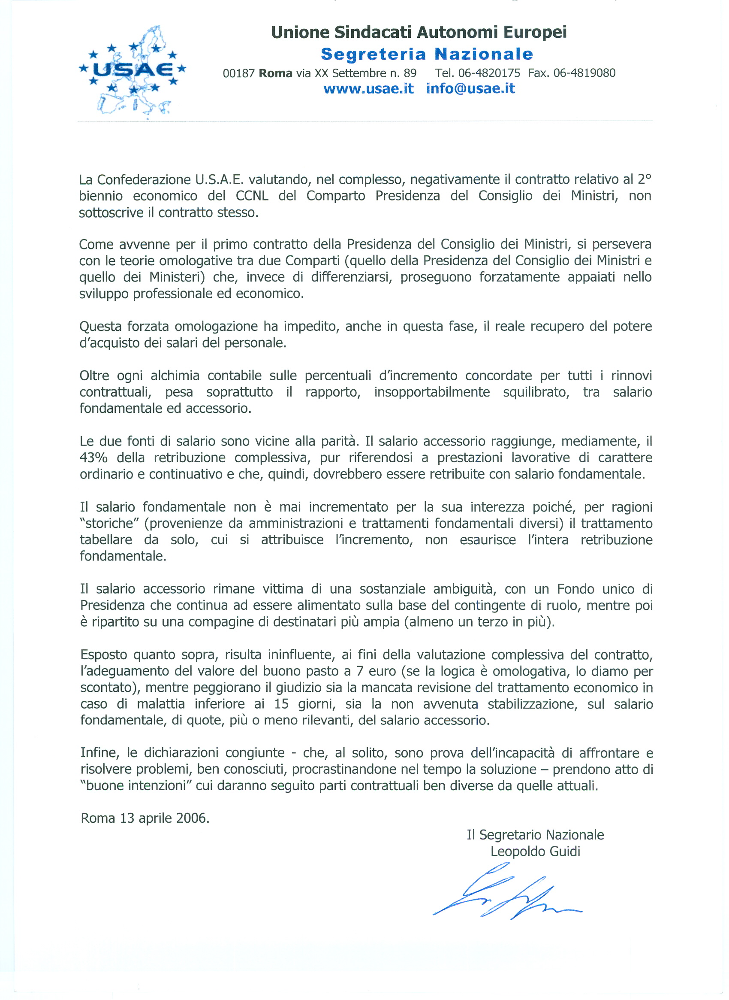 Unione Sindacati Autonomi Europei
USAE
Segreteria Nazionale
00187 Roma via XX Settembre n. 89 Tel. 06-4820175 Fax. 06-4819080
www.usae.it info@usae.it
La Confederazione U.S.A.E. valutando, nel complesso, negativamente il contratto relativo al 2°
biennio economico del CCNL del Comparto Presidenza del Consiglio dei Ministri, non
sottoscrive il contratto stesso.
Come avvenne per il primo contratto della Presidenza del Consiglio dei Ministri, si persevera
con le teorie omologative tra due Comparti (quello della Presidenza del Consiglio dei Ministri e
quello dei Ministeri) che, invece di differenziarsi, proseguono forzatamente appaiati nello
sviluppo professionale ed economico.
Questa forzata omologazione ha impedito, anche in questa fase, il reale recupero del potere
d’acquisto dei salari del personale.
Oltre ogni alchimia contabile sulle percentuali d’incremento concordate per tutti i rinnovi
contrattuali, pesa soprattutto il rapporto, insopportabilmente squilibrato, tra salario
fondamentale ed accessorio.
Le due fonti di salario sono vicine alla parità. Il salario accessorio raggiunge, mediamente, il
43% della retribuzione complessiva, pur riferendosi a prestazioni lavorative di carattere
ordinario e continuativo e che, quindi, dovrebbero essere retribuite con salario fondamentale.
Il salario fondamentale non è mai incrementato per la sua interezza poiché, per ragioni
“storiche” (provenienze da amministrazioni e trattamenti fondamentali diversi) il trattamento
tabellare da solo, cui si attribuisce l’incremento, non esaurisce l’intera retribuzione
fondamentale.
Il salario accessorio rimane vittima di una sostanziale ambiguità, con un Fondo unico di
Presidenza che continua ad essere alimentato sulla base del contingente di ruolo, mentre poi
è ripartito su una compagine di destinatari più ampia (almeno un terzo in più).
Esposto quanto sopra, risulta ininfluente, ai fini della valutazione complessiva del contratto,
l’adeguamento del valore del buono pasto a 7 euro (se la logica è omologativa, lo diamo per
scontato), mentre peggiorano il giudizio sia la mancata revisione del trattamento economico in
caso di malattia inferiore ai 15 giorni, sia la non avvenuta stabilizzazione, sul salario
fondamentale, di quote, più o meno rilevanti, del salario accessorio.
Infine, le dichiarazioni congiunte - che, al solito, sono prova dell’incapacità di affrontare e
risolvere problemi, ben conosciuti, procrastinandone nel tempo la soluzione – prendono atto di
“buone intenzioni” cui daranno seguito parti contrattuali ben diverse da quelle attuali.
Roma 13 aprile 2006.
Il Segretario Nazionale
Leopoldo Guidi